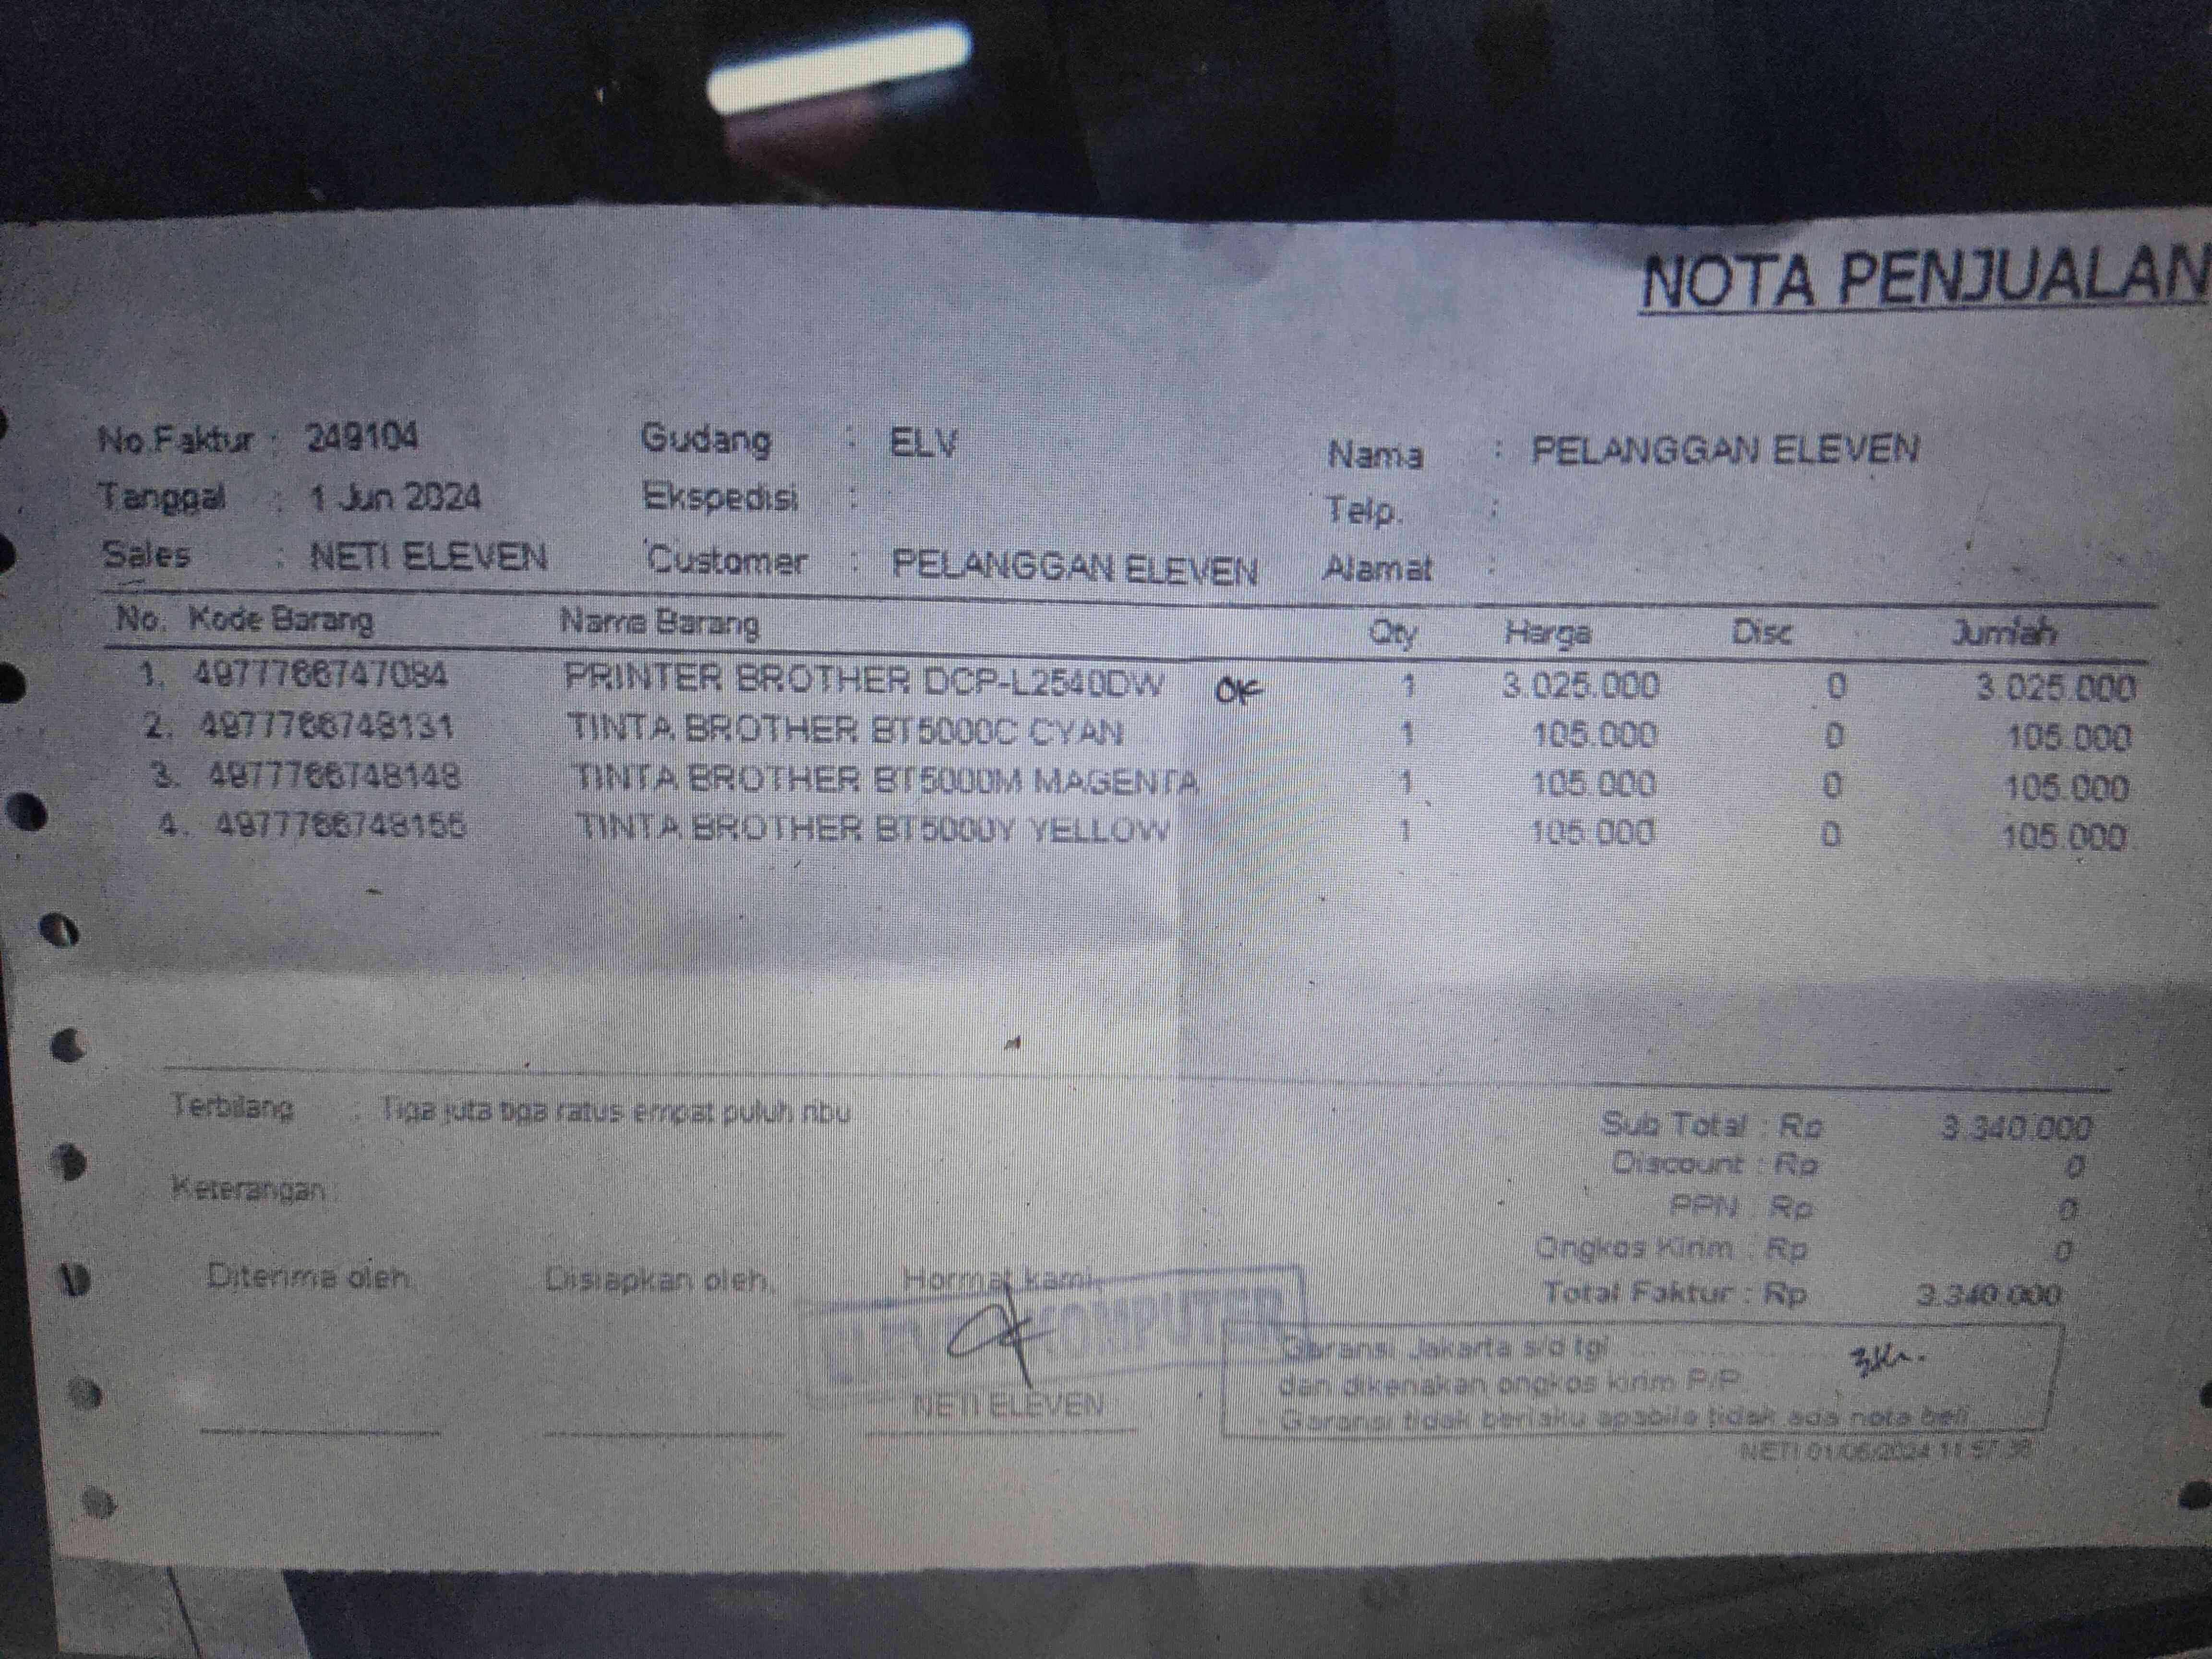 NOTA PENJUALAN
No.Faktur : 249104 Gudang : ELV Nama : PELANGGAN ELEVEN
Tanggal : 1 Jun 2024 Ekspedisi : Telp. :
Sales : NETI ELEVEN Customer : PELANGGAN ELEVEN Alamat :
No. Kode Barang Nama Barang Qty Harga Disc Jumlah
1. 4977766747084 PRINTER BROTHER DCP-L2540DW OK 1 3.025.000 0 3.025.000
2. 4977766748131 TINTA BROTHER BT5000C CYAN 1 105.000 0 105.000
3. 4977766748148 TINTA BROTHER BT5000M MAGENTA 1 105.000 0 105.000
4. 4977766748155 TINTA BROTHER BT5000Y YELLOW 1 105.000 0 105.000
Terbilang : Tiga juta tiga ratus empat puluh ribu Sub Total : Rp 3.340.000
Discount : Rp 0
Keterangan : PPN : Rp 0
Ongkos Kirim : Rp 0
Diterima oleh, Disiapkan oleh, Hormat kami, Total Faktur : Rp 3.340.000
KOMPUTER
Garansi Jakarta s/d tgl
dan dikenakan ongkos kirim P/P
NETI ELEVEN Garansi tidak berlaku apabila tidak ada nota beli
NETI 01/06/2024 11:57:38